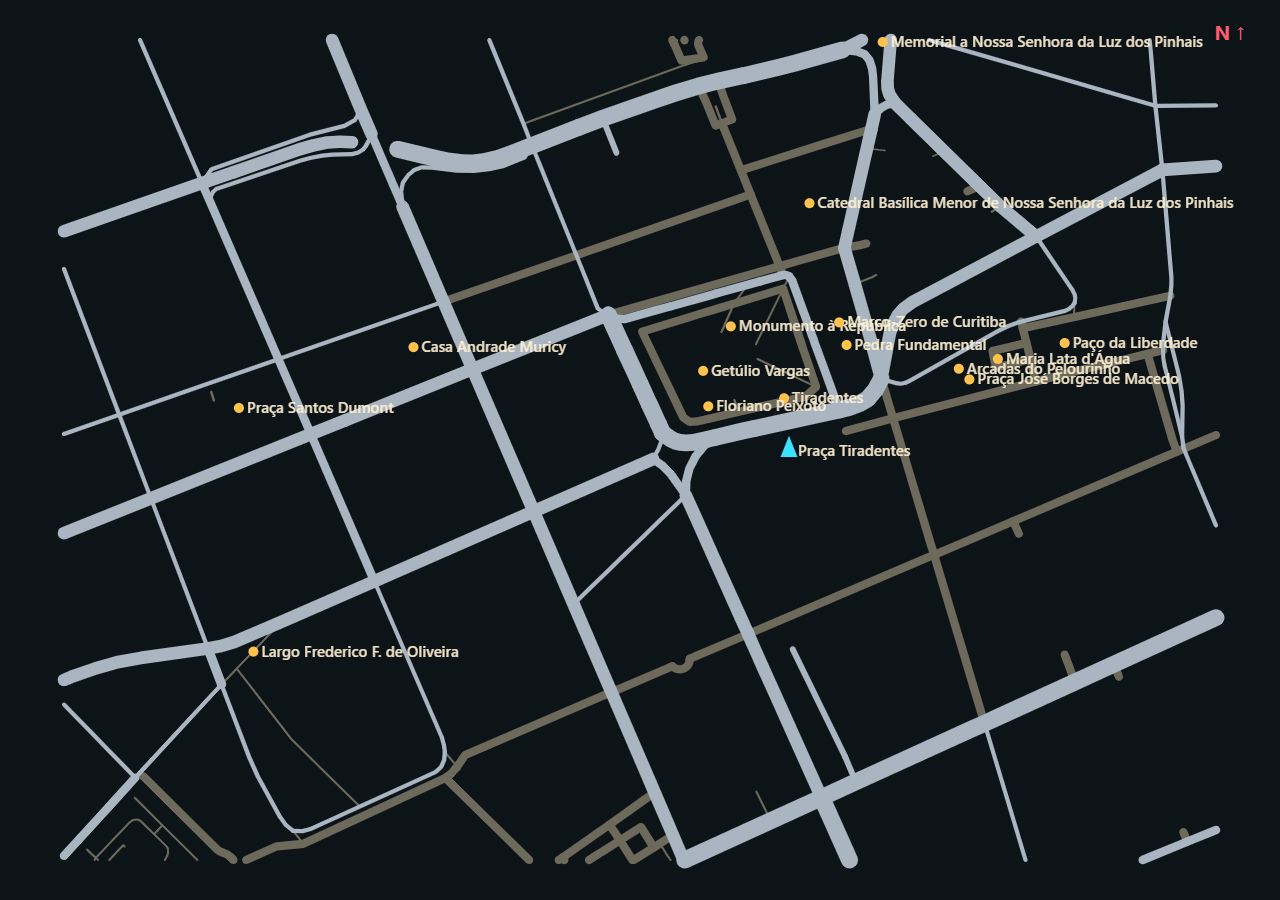 N ↑
Memorial a Nossa Senhora da Luz dos Pinhais
Catedral Basílica Menor de Nossa Senhora da Luz dos Pinhais
Marco Zero de Curitiba
Monumento à República
Pedra Fundamental
Paço da Liberdade
Casa Andrade Muricy
Maria Lata d'Água
Arcadas do Pelourinho
Getúlio Vargas
Praça José Borges de Macedo
Tiradentes
Floriano Peixoto
Praça Santos Dumont
Praça Tiradentes
Largo Frederico F. de Oliveira